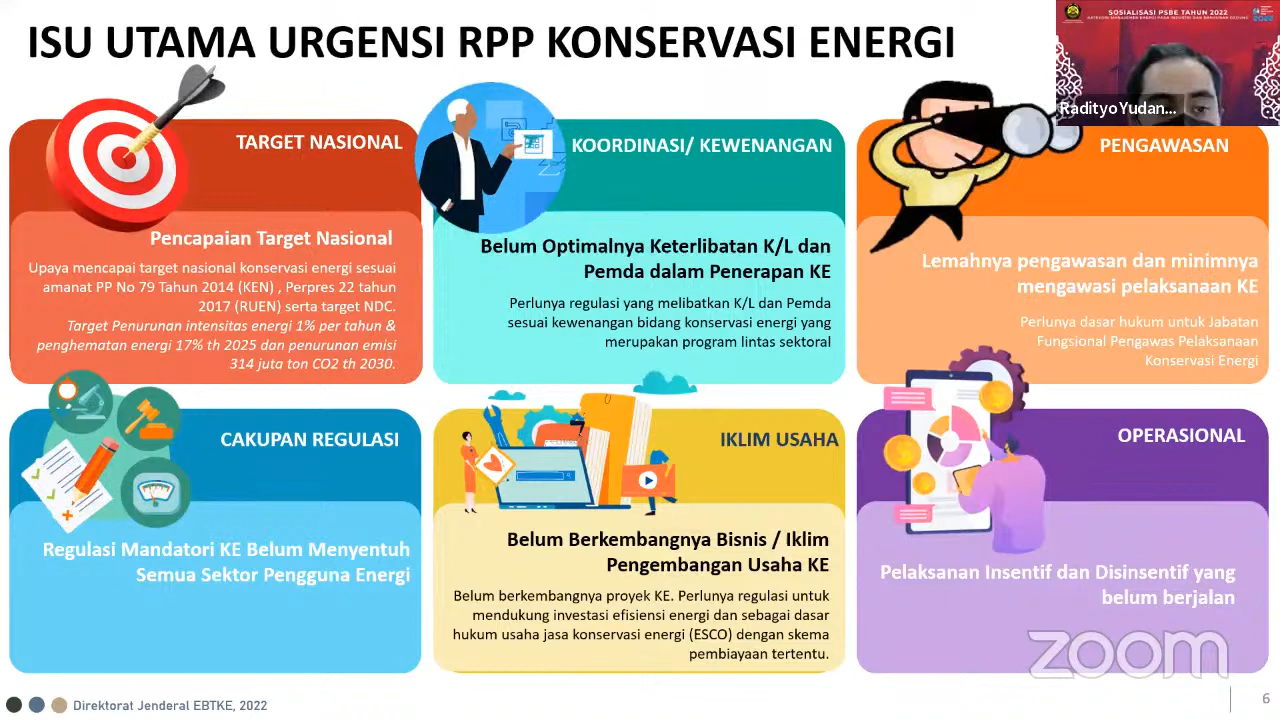 ISU UTAMA URGENSI RPP KONSERVASI ENERGI
SOSIALISASI PSBE TAHUN 2022
RadityoYudan...
TARGET NASIONAL
Pencapaian Target Nasional
Upaya mencapai target nasional konservasi energi sesuai
amanat PP No 79 Tahun 2014 (KEN) , Perpres 22 tahun
2017 (RUEN) serta target NDC.
Target Penurunan intensitas energi 1% per tahun &
penghematan energi 17% th 2025 dan penurunan emisi
314 juta ton CO2 th 2030.
KOORDINASI/ KEWENANGAN
Belum Optimalnya Keterlibatan K/L dan
Pemda dalam Penerapan KE
Perlunya regulasi yang melibatkan K/L dan Pemda
sesuai kewenangan bidang konservasi energi yang
merupakan program lintas sektoral
PENGAWASAN
Lemahnya pengawasan dan minimnya
mengawasi pelaksanaan KE
Perlunya dasar hukum untuk Jabatan
Fungsional Pengawas Pelaksanaan
Konservasi Energi
CAKUPAN REGULASI
Regulasi Mandatori KE Belum Menyentuh
Semua Sektor Pengguna Energi
IKLIM USAHA
Belum Berkembangnya Bisnis / Iklim
Pengembangan Usaha KE
Belum berkembangnya proyek KE. Perlunya regulasi untuk
mendukung investasi efisiensi energi dan sebagai dasar
hukum usaha jasa konservasi energi (ESCO) dengan skema
pembiayaan tertentu.
OPERASIONAL
Pelaksanan Insentif dan Disinsentif yang
belum berjalan
zoom
Direktorat Jenderal EBTKE, 2022
6